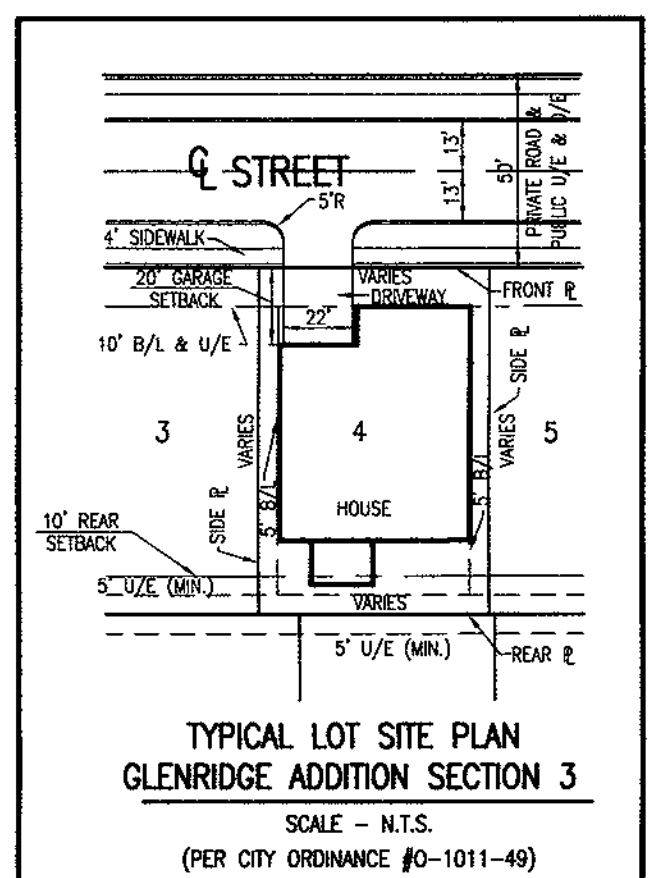 ℄ STREET
13'
13'
50'
PRIVATE ROAD &
PUBLIC U/E & D/E
5'R
4' SIDEWALK
20' GARAGE
SETBACK
VARIES
DRIVEWAY
FRONT ⅊
22'
10' B/L & U/E
SIDE ⅊
3
VARIES
4
VARIES
5
5' B/L
5' B/L
HOUSE
SIDE ⅊
10' REAR
SETBACK
5' U/E (MIN.)
VARIES
5' U/E (MIN.)
REAR ⅊
TYPICAL LOT SITE PLAN
GLENRIDGE ADDITION SECTION 3
SCALE - N.T.S.
(PER CITY ORDINANCE #O-1011-49)